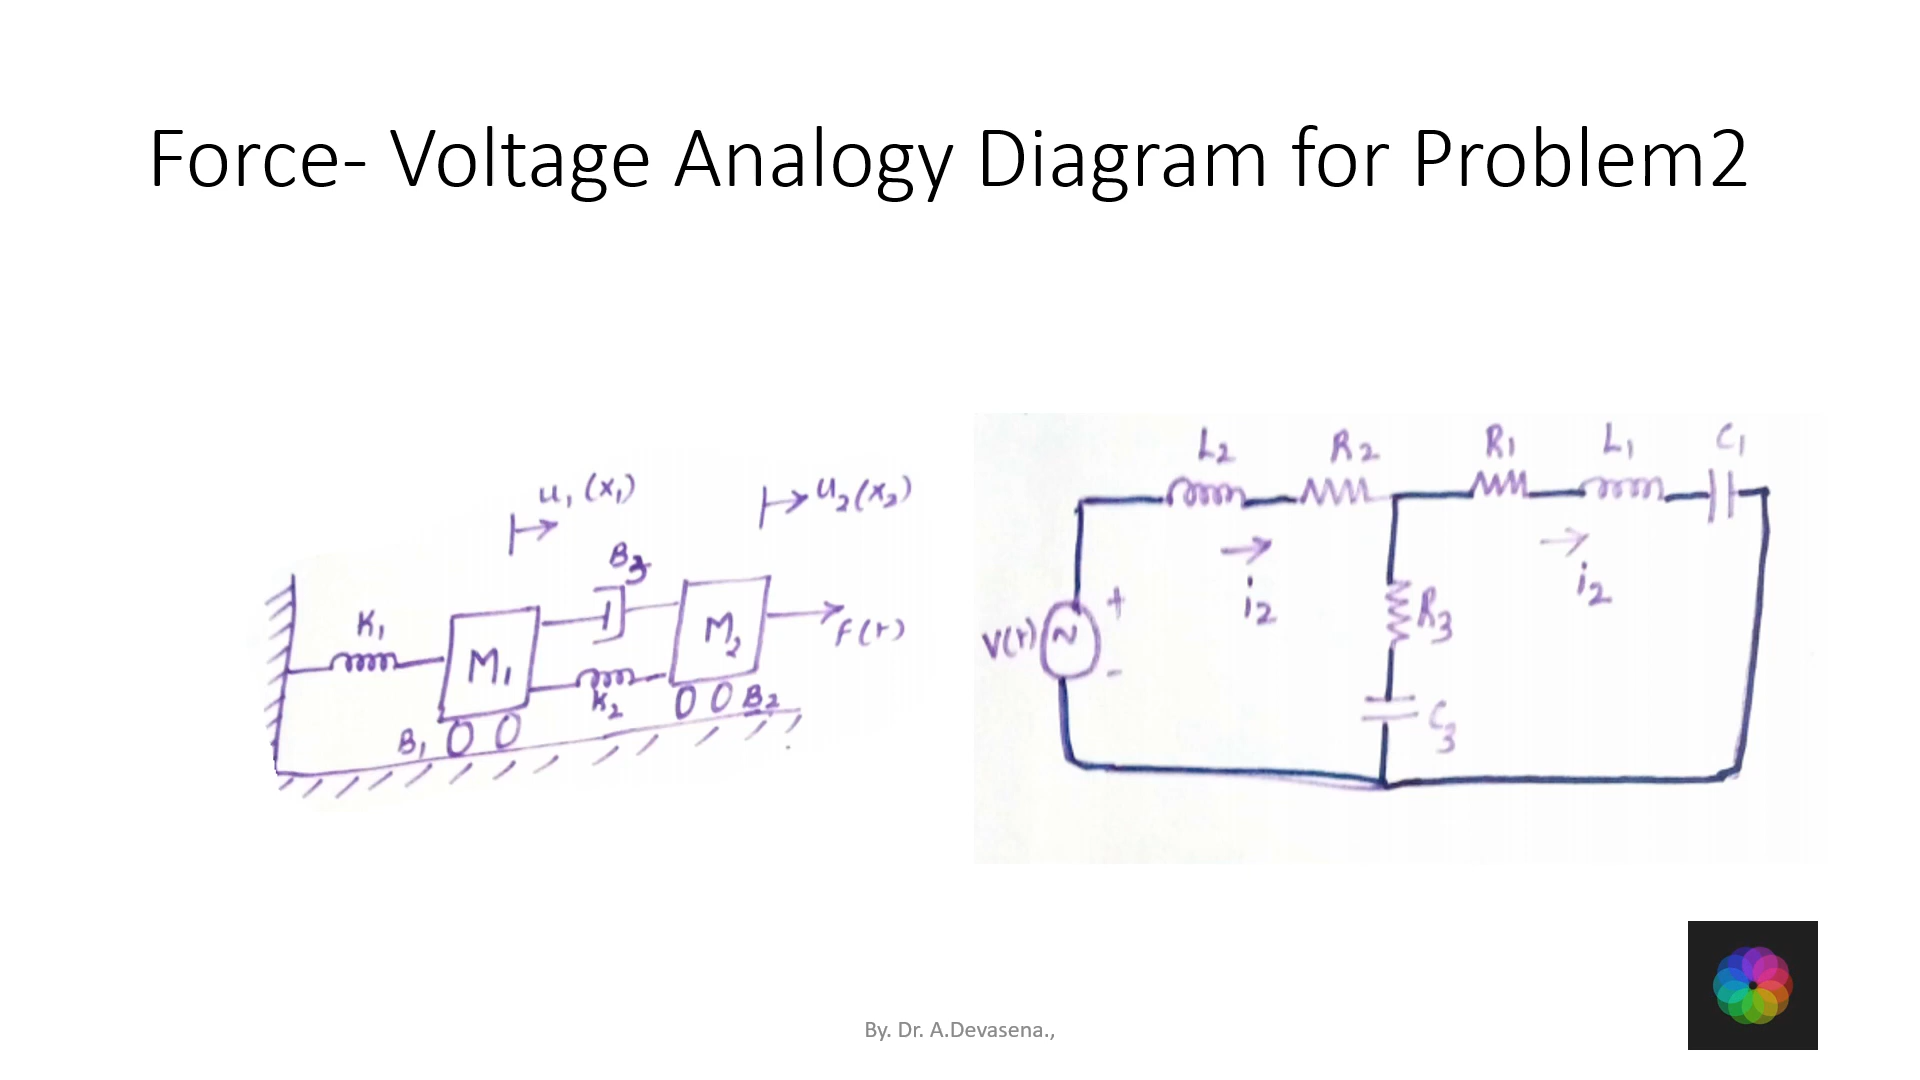 Force- Voltage Analogy Diagram for Problem2
u₁ (x₁)
u₂(x₂)
B₃
K₁
M₁
M₂
F(t)
K₂
B₁
B₂
L₂
R₂
R₁
L₁
C₁
i₂
i₂
V(t)
+
~
-
R₃
C₃
By. Dr. A.Devasena.,